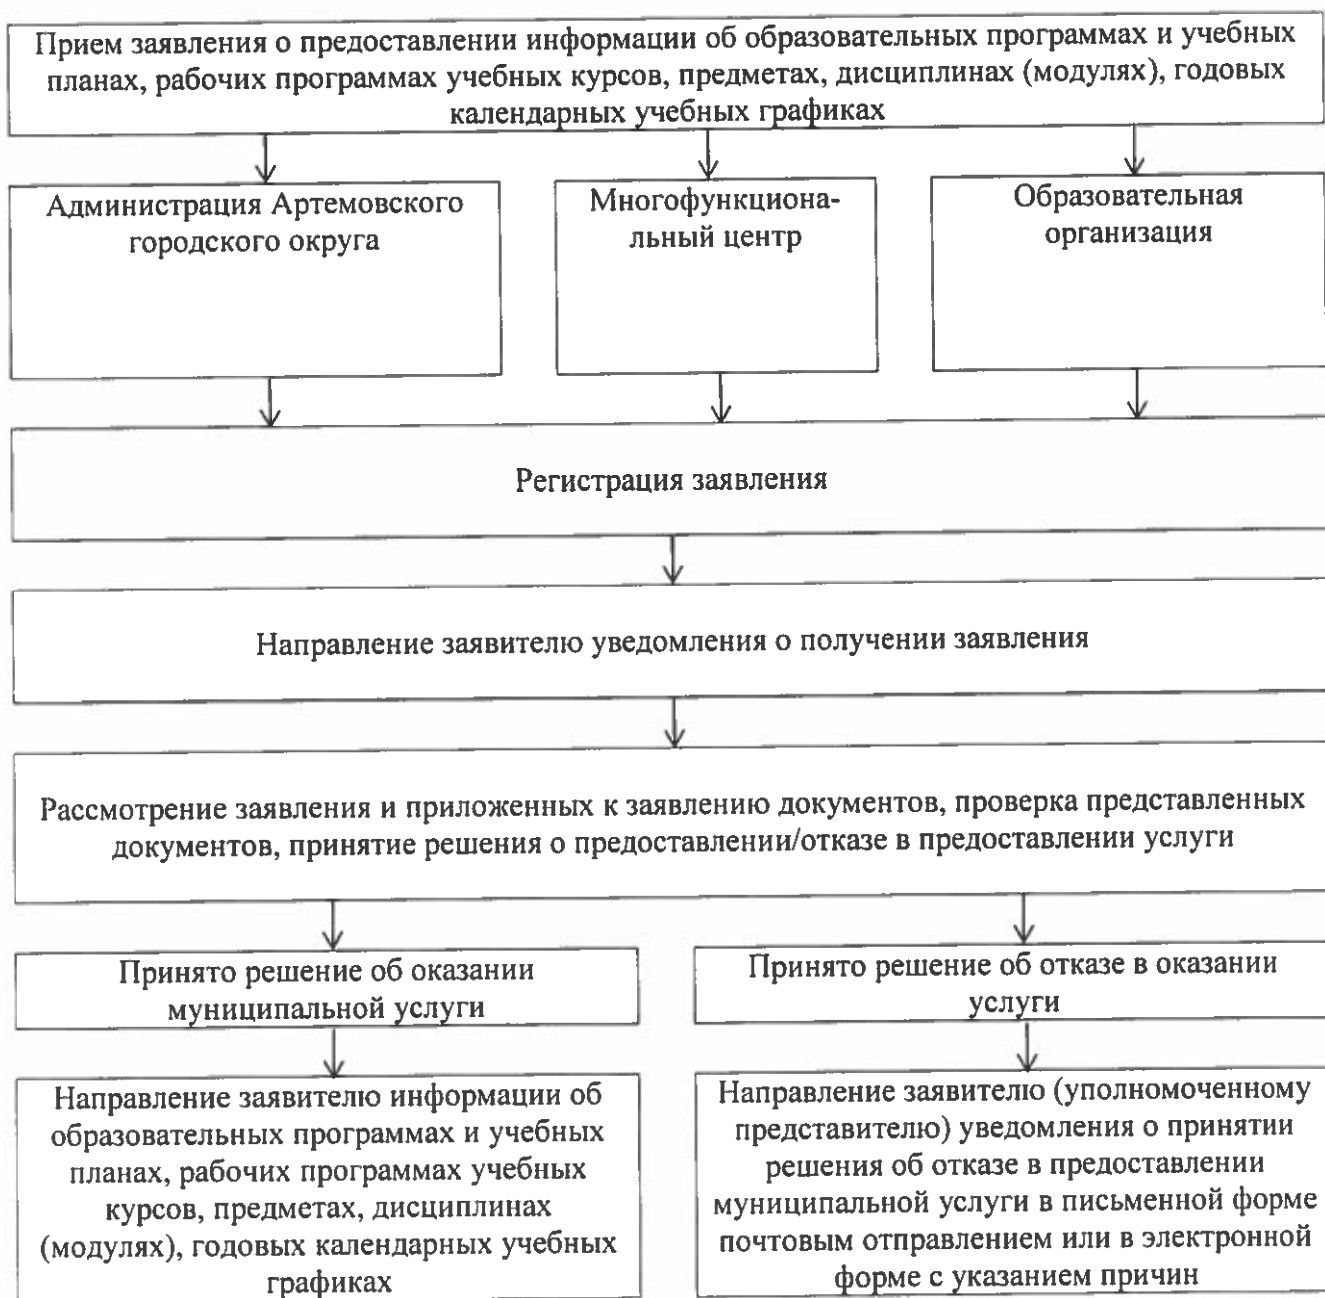 Прием заявления о предоставлении информации об образовательных программах и учебных
планах, рабочих программах учебных курсов, предметах, дисциплинах (модулях), годовых
календарных учебных графиках
Администрация Артемовского
городского округа
Многофункциона-
льный центр
Образовательная
организация
Регистрация заявления
Направление заявителю уведомления о получении заявления
Рассмотрение заявления и приложенных к заявлению документов, проверка представленных
документов, принятие решения о предоставлении/отказе в предоставлении услуги
Принято решение об оказании
муниципальной услуги
Принято решение об отказе в оказании
услуги
Направление заявителю информации об
образовательных программах и учебных
планах, рабочих программах учебных
курсов, предметах, дисциплинах
(модулях), годовых календарных учебных
графиках
Направление заявителю (уполномоченному
представителю) уведомления о принятии
решения об отказе в предоставлении
муниципальной услуги в письменной форме
почтовым отправлением или в электронной
форме с указанием причин